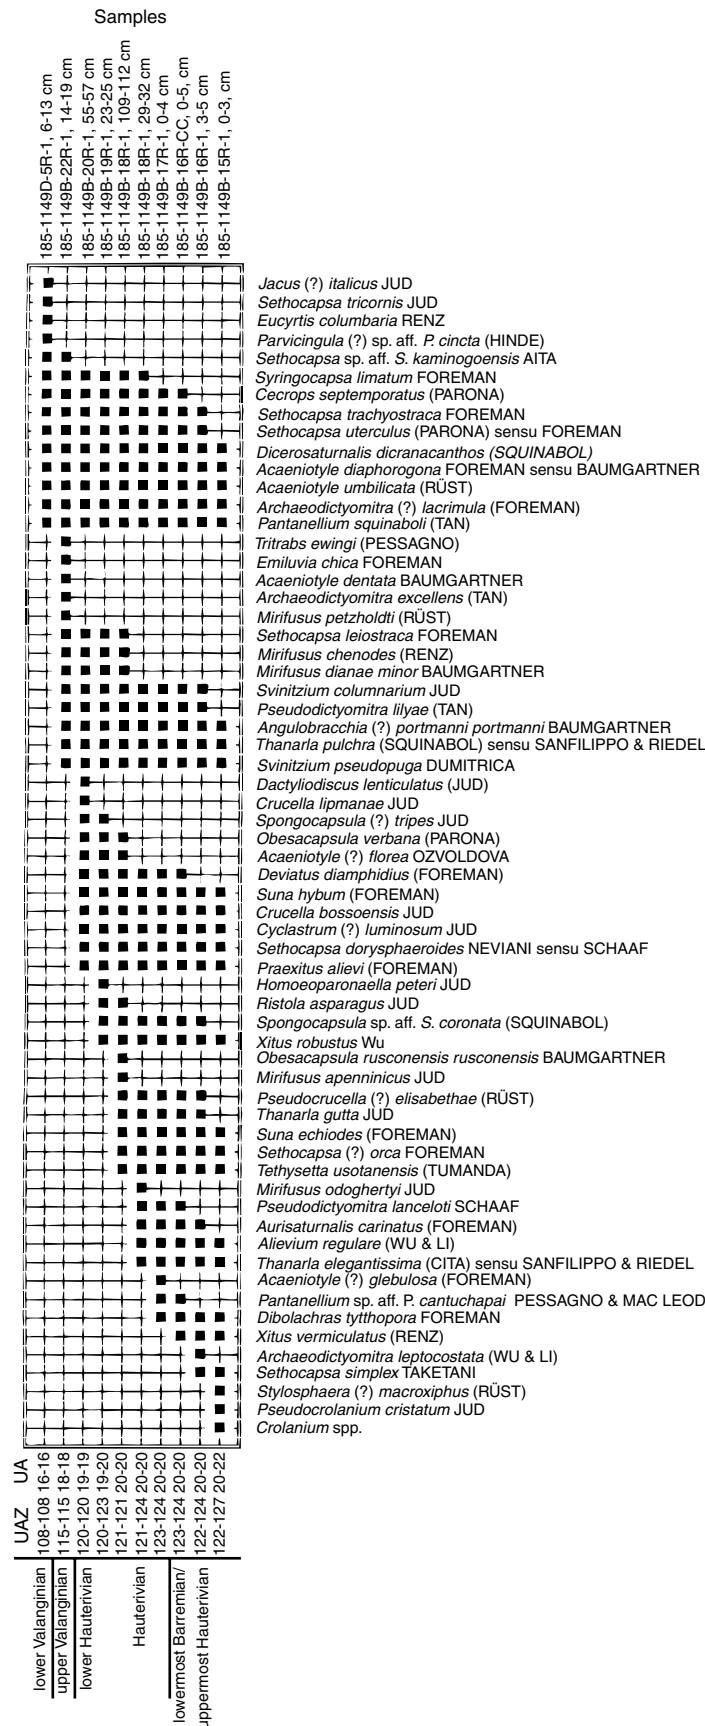 Samples
185-1149D-5R-1, 6-13 cm
185-1149B-22R-1, 14-19 cm
185-1149B-20R-1, 55-57 cm
185-1149B-19R-1, 23-25 cm
185-1149B-18R-1, 109-112 cm
185-1149B-18R-1, 29-32 cm
185-1149B-17R-1, 0-4 cm
185-1149B-16R-CC, 0-5, cm
185-1149B-16R-1, 3-5 cm
185-1149B-15R-1, 0-3, cm
Jacus (?) italicus JUD
Sethocapsa tricornis JUD
Eucyrtis columbaria RENZ
Parvicingula (?) sp. aff. P. cincta (HINDE)
Sethocapsa sp. aff. S. kaminogoensis AITA
Syringocapsa limatum FOREMAN
Cecrops septemporatus (PARONA)
Sethocapsa trachyostraca FOREMAN
Sethocapsa uterculus (PARONA) sensu FOREMAN
Dicerosaturnalis dicranacanthos (SQUINABOL)
Acaeniotyle diaphorogona FOREMAN sensu BAUMGARTNER
Acaeniotyle umbilicata (RÜST)
Archaeodictyomitra (?) lacrimula (FOREMAN)
Pantanellium squinaboli (TAN)
Tritrabs ewingi (PESSAGNO)
Emiluvia chica FOREMAN
Acaeniotyle dentata BAUMGARTNER
Archaeodictyomitra excellens (TAN)
Mirifusus petzholdti (RÜST)
Sethocapsa leiostraca FOREMAN
Mirifusus chenodes (RENZ)
Mirifusus dianae minor BAUMGARTNER
Svinitzium columnarium JUD
Pseudodictyomitra lilyae (TAN)
Angulobracchia (?) portmanni portmanni BAUMGARTNER
Thanarla pulchra (SQUINABOL) sensu SANFILIPPO & RIEDEL
Svinitzium pseudopuga DUMITRICA
Dactyliodiscus lenticulatus (JUD)
Crucella lipmanae JUD
Spongocapsula (?) tripes JUD
Obesacapsula verbana (PARONA)
Acaeniotyle (?) florea OZVOLDOVA
Deviatus diamphidius (FOREMAN)
Suna hybum (FOREMAN)
Crucella bossoensis JUD
Cyclastrum (?) luminosum JUD
Sethocapsa dorysphaeroides NEVIANI sensu SCHAAF
Praexitus alievi (FOREMAN)
Homoeoparonaella peteri JUD
Ristola asparagus JUD
Spongocapsula sp. aff. S. coronata (SQUINABOL)
Xitus robustus Wu
Obesacapsula rusconensis rusconensis BAUMGARTNER
Mirifusus apenninicus JUD
Pseudocrucella (?) elisabethae (RÜST)
Thanarla gutta JUD
Suna echiodes (FOREMAN)
Sethocapsa (?) orca FOREMAN
Tethysetta usotanensis (TUMANDA)
Mirifusus odoghertyi JUD
Pseudodictyomitra lanceloti SCHAAF
Aurisaturnalis carinatus (FOREMAN)
Alievium regulare (WU & LI)
Thanarla elegantissima (CITA) sensu SANFILIPPO & RIEDEL
Acaeniotyle (?) glebulosa (FOREMAN)
Pantanellium sp. aff. P. cantuchapai PESSAGNO & MAC LEOD
Dibolachras tytthopora FOREMAN
Xitus vermiculatus (RENZ)
Archaeodictyomitra leptocostata (WU & LI)
Sethocapsa simplex TAKETANI
Stylosphaera (?) macroxiphus (RÜST)
Pseudocrolanium cristatum JUD
Crolanium spp.
UAZ UA
108-108 16-16
115-115 18-18
120-120 19-19
120-123 19-20
121-121 20-20
121-124 20-20
123-124 20-20
123-124 20-20
122-124 20-20
122-127 20-22
lower Valanginian
upper Valanginian
lower Hauterivian
Hauterivian
lowermost Barremian/
uppermost Hauterivian